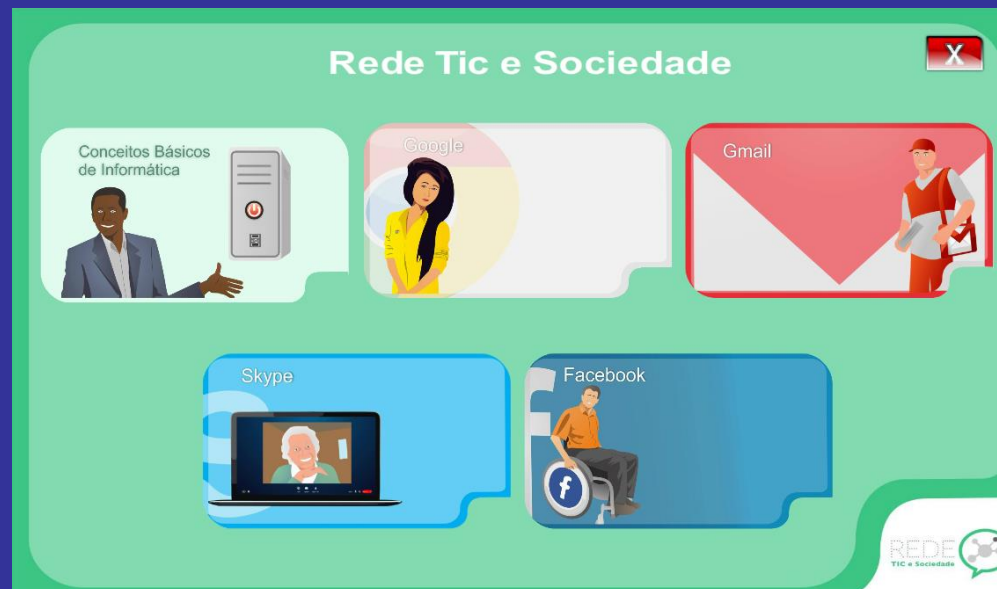 Rede Tic e Sociedade
X
Conceitos Básicos
de Informática
Google
Gmail
Skype
Facebook
f
REDE
TIC e Sociedade